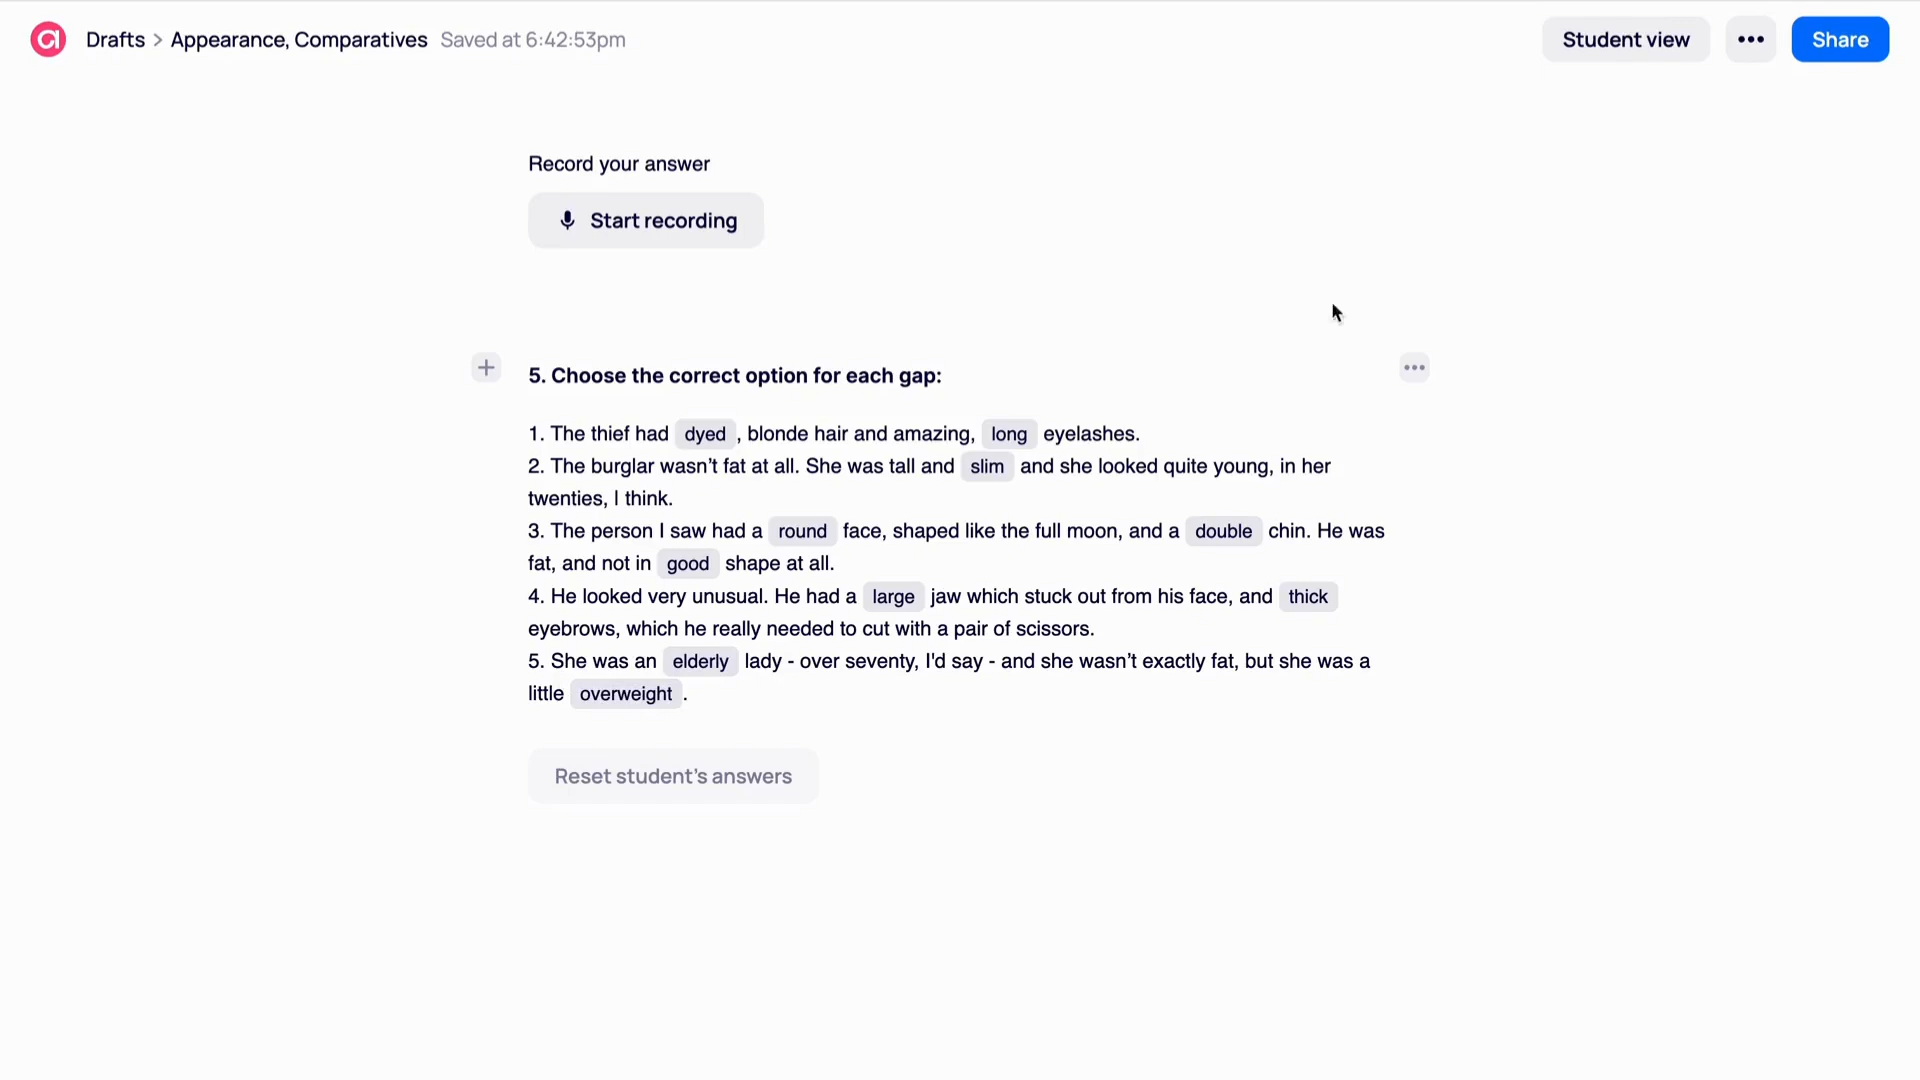 Drafts > Appearance, Comparatives Saved at 6:42:53pm
Student view
Share
Record your answer
Start recording
5. Choose the correct option for each gap:
1. The thief had dyed , blonde hair and amazing, long eyelashes.
2. The burglar wasn’t fat at all. She was tall and slim and she looked quite young, in her
twenties, I think.
3. The person I saw had a round face, shaped like the full moon, and a double chin. He was
fat, and not in good shape at all.
4. He looked very unusual. He had a large jaw which stuck out from his face, and thick
eyebrows, which he really needed to cut with a pair of scissors.
5. She was an elderly lady - over seventy, I'd say - and she wasn’t exactly fat, but she was a
little overweight .
Reset student’s answers